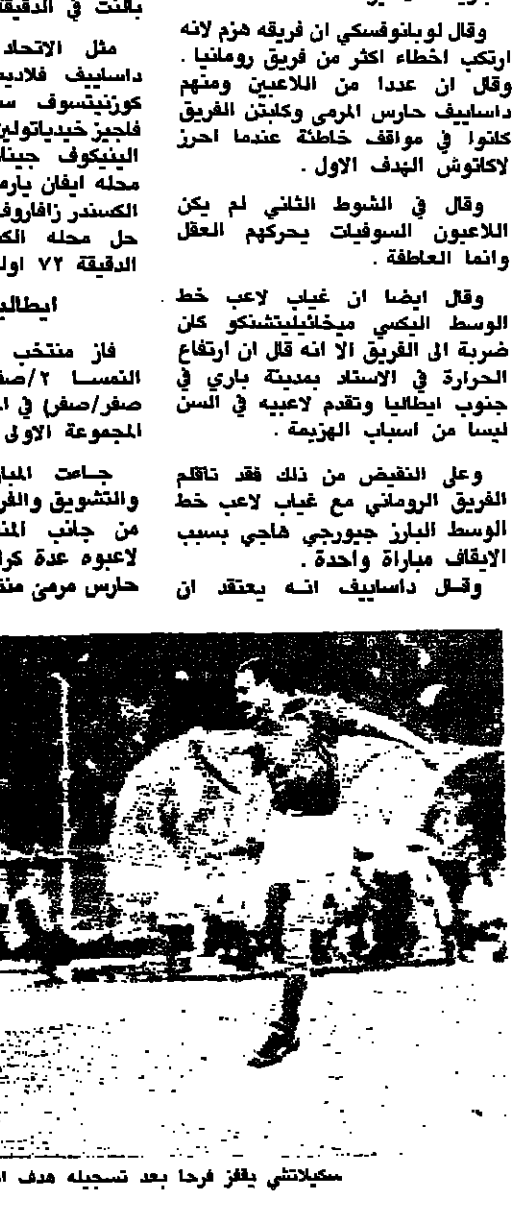 وقال لوبانوفسكي ان فريقه هزم لانه
ارتكب اخطاء اكثر من فريق رومانيا .
وقال ان عددا من اللاعبين ومنهم
داساييف حارس المرمى وكابتن الفريق
كانوا في مواقف خاطئة عندما احرز
لاكاتوش الهدف الاول .
وقال في الشوط الثاني لم يكن
اللاعبون السوفيات يحركهم العقل
وانما العاطفة .
وقال ايضا ان غياب لاعب خط
الوسط اليكسي ميخائيليتشنكو كان
ضربة الى الفريق الا انه قال ان ارتفاع
الحرارة في الاستاد بمدينة باري في
جنوب ايطاليا وتقدم لاعبيه في السن
ليسا من اسباب الهزيمة .
وعلى النقيض من ذلك فقد تاقلم
الفريق الروماني مع غياب لاعب خط
الوسط البارز جيورجي هاجي بسبب
الايقاف مباراة واحدة .
وقال داساييف انه يعتقد ان
بالنت في الدقيقة
مثل الاتحاد
داساييف فلاديم
كوزنيتسوف
فلجيز خيدياتولين
الينيكوف جينا
محله ايفان يارم
الكسندر زافاروف
حل محله الك
الدقيقة ٧٢ اول
ايطاليا
فاز منتخب
النمسا ٢/صف
صفر/صفر) في ا
المجموعة الاولى
جاءت المبار
والتشويق والفر
من جانب المن
لاعبوه عدة كرا
حارس مرمى منت
سكيلاتشي يقفز فرحا بعد تسجيله هدف ا